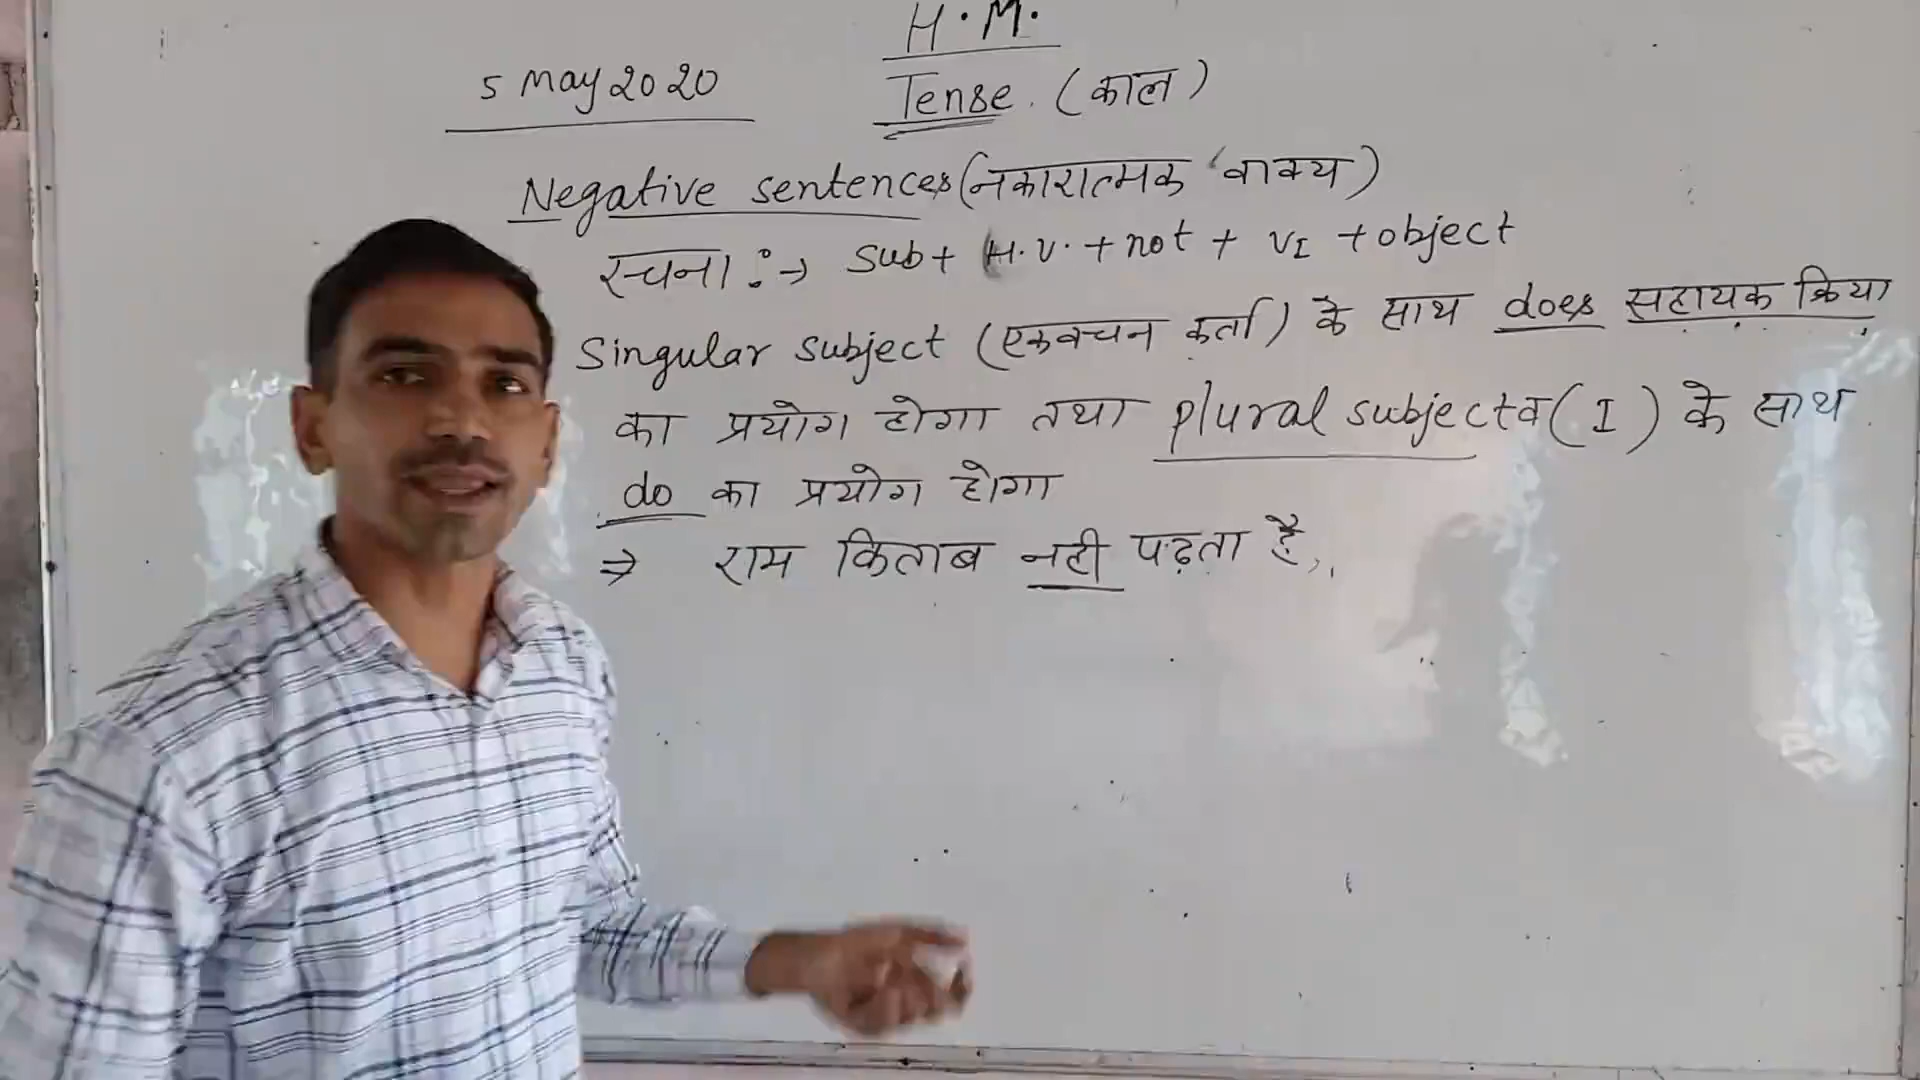 H.M.
5 May 2020
Tense. (काल)
Negative sentences (नकारात्मक वाक्य)
रचना :→ Sub + H.V. + not + VI + object
Singular subject (एकवचन कर्ता) के साथ does सहायक क्रिया
का प्रयोग होगा तथा plural subject व (I) के साथ
do का प्रयोग होगा
⇒ राम किताब नही पढ़ता है,